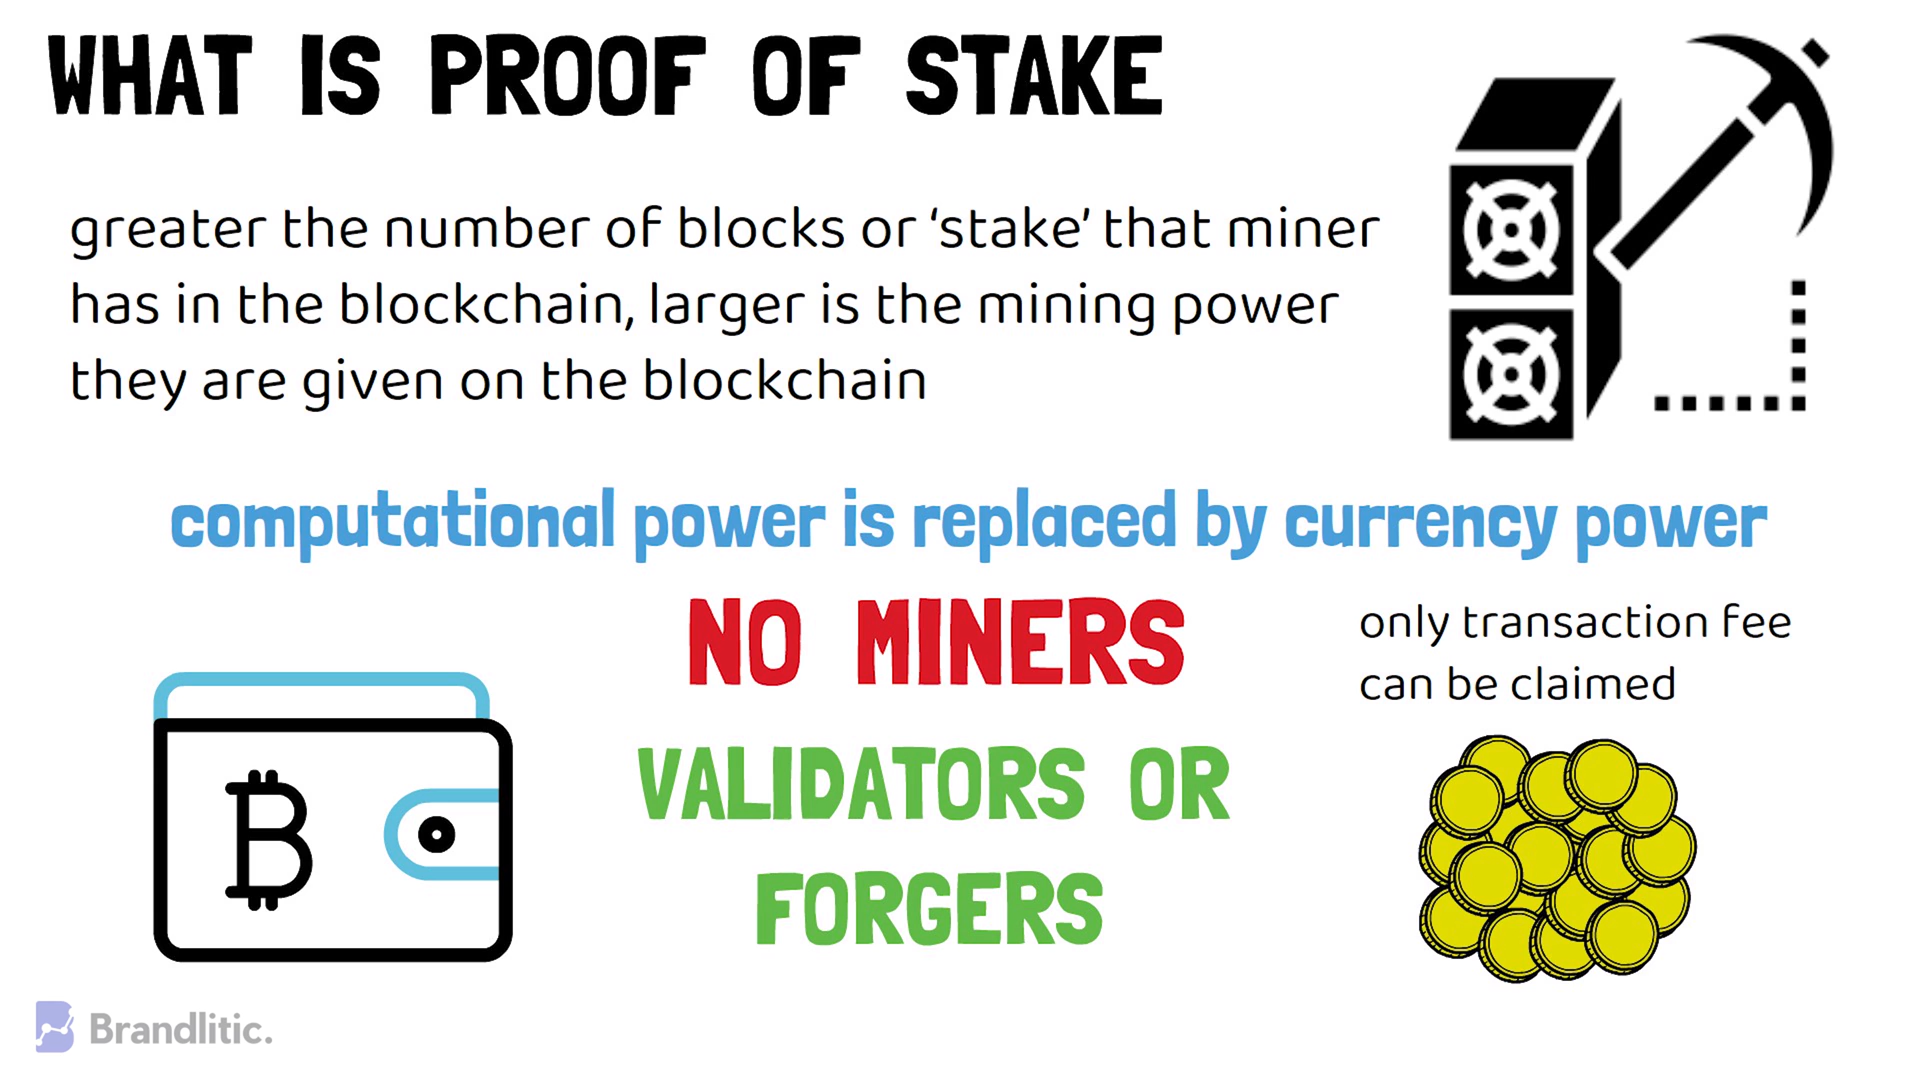 WHAT IS PROOF OF STAKE
greater the number of blocks or ‘stake’ that miner
has in the blockchain, larger is the mining power
they are given on the blockchain
computational power is replaced by currency power
NO MINERS
only transaction fee
can be claimed
VALIDATORS OR
FORGERS
Brandlitic.